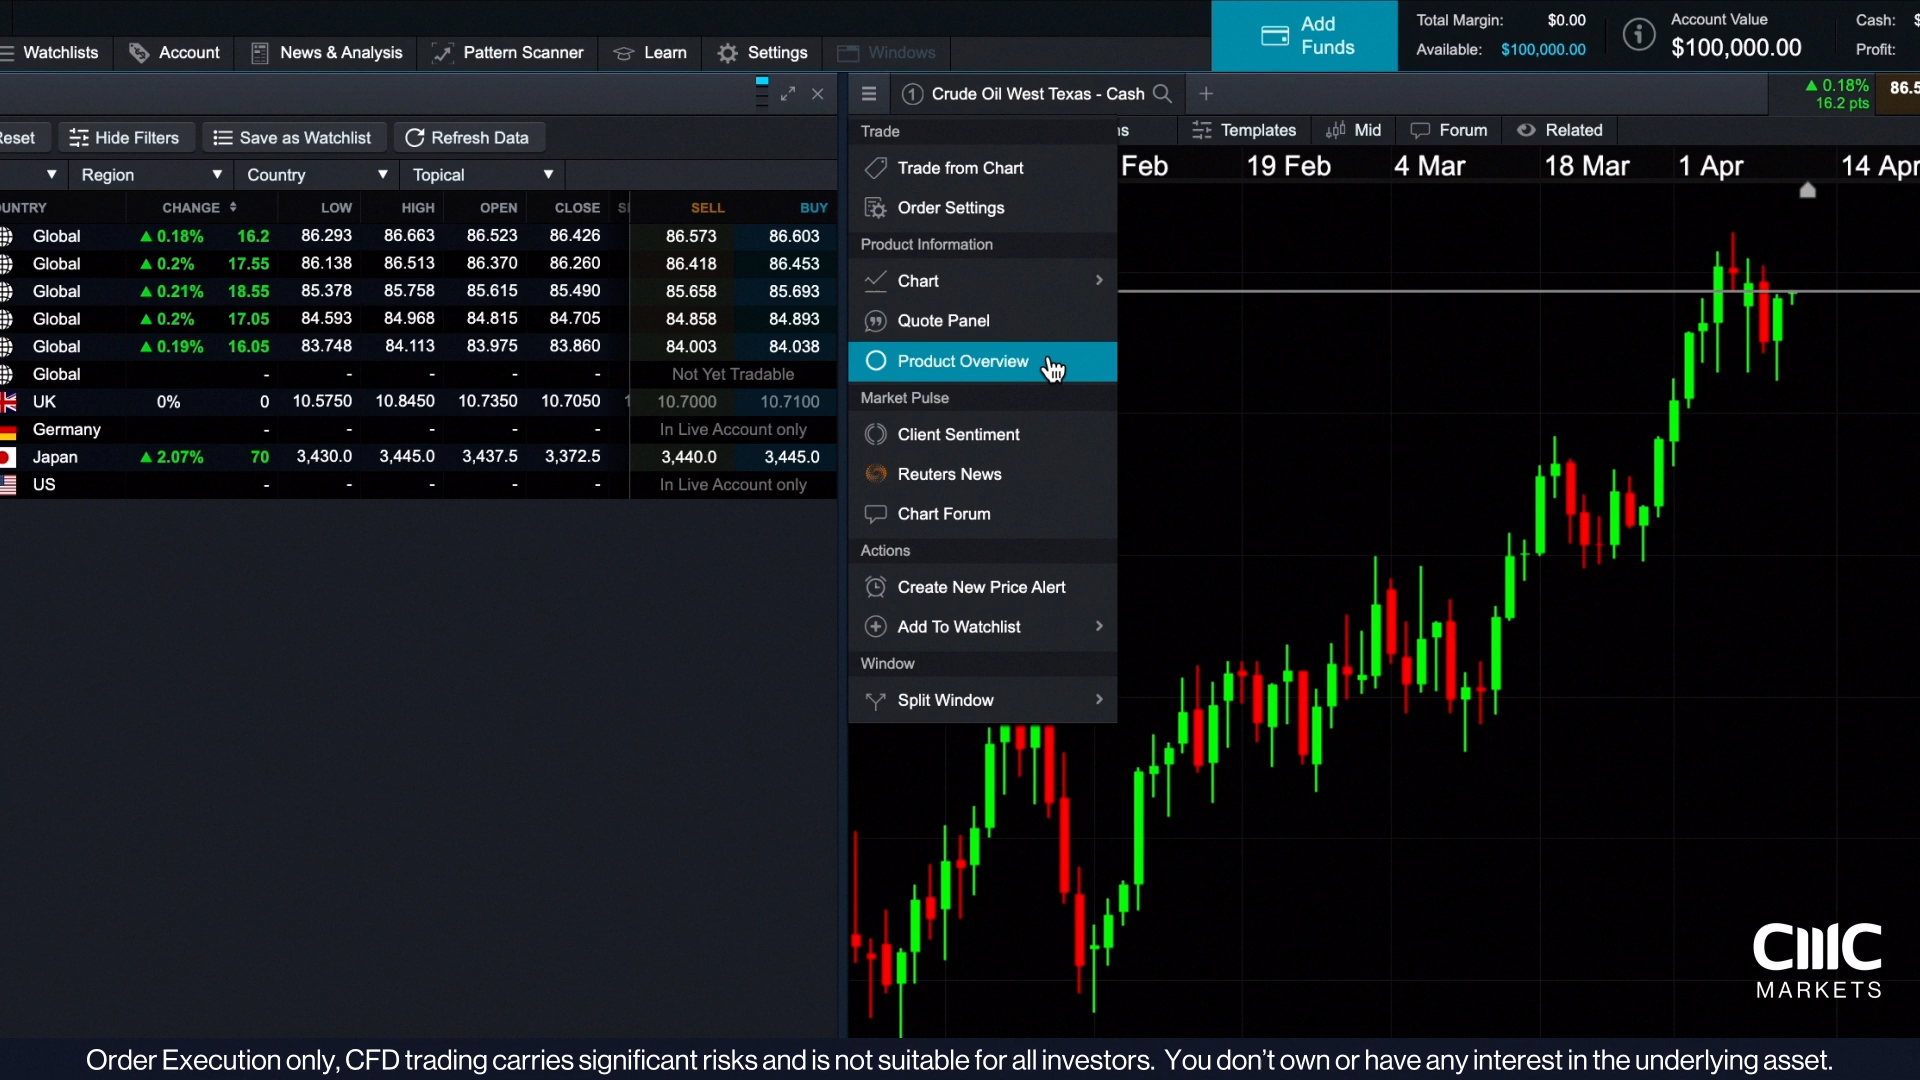 Watchlists
Account
News & Analysis
Pattern Scanner
Learn
Settings
Windows
Add
Funds
Total Margin: $0.00
Available: $100,000.00
Account Value
$100,000.00
Cash:
Profit:
Hide Filters
Save as Watchlist
Refresh Data
Region
Country
Topical
CHANGE LOW HIGH OPEN CLOSE SELL BUY
Global 0.18% 16.2 86.293 86.663 86.523 86.426 86.573 86.603
Global 0.2% 17.55 86.138 86.513 86.370 86.260 86.418 86.453
Global 0.21% 18.55 85.378 85.758 85.615 85.490 85.658 85.693
Global 0.2% 17.05 84.593 84.968 84.815 84.705 84.858 84.893
Global 0.19% 16.05 83.748 84.113 83.975 83.860 84.003 84.038
Global - - - - - - Not Yet Tradable
UK 0% 0 10.5750 10.8450 10.7350 10.7050 10.7000 10.7100
Germany - - - - - In Live Account only
Japan 2.07% 70 3,430.0 3,445.0 3,437.5 3,372.5 3,440.0 3,445.0
US - - - - - In Live Account only
1 Crude Oil West Texas - Cash
0.18%
16.2 pts
Templates
Mid
Forum
Related
Feb 19 Feb 4 Mar 18 Mar 1 Apr 14 Apr
Trade
Trade from Chart
Order Settings
Product Information
Chart
Quote Panel
Product Overview
Market Pulse
Client Sentiment
Reuters News
Chart Forum
Actions
Create New Price Alert
Add To Watchlist
Window
Split Window
CMC
MARKETS
Order Execution only, CFD trading carries significant risks and is not suitable for all investors. You don't own or have any interest in the underlying asset.